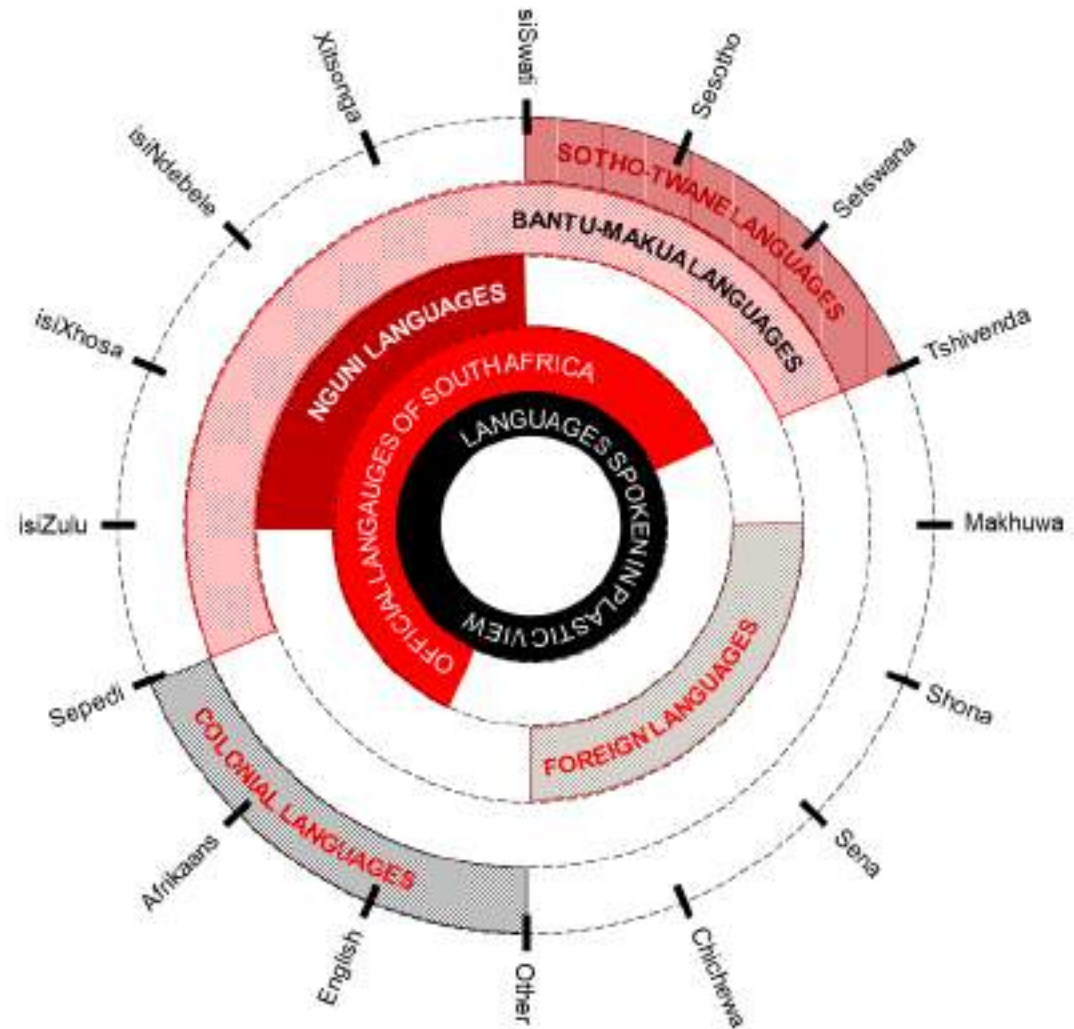 siSwati
Sesotho
Setswana
Tshivenda
Makhuwa
Shona
Sena
Chichewa
Other
English
Afrikaans
Sepedi
isiZulu
isiXhosa
isiNdebele
Xitsonga
SOTHO-TWANE LANGUAGES
BANTU-MAKUA LANGUAGES
NGUNI LANGUAGES
OFFICIAL LANGAUGES OF SOUTH AFRICA
LANGUAGES SPOKEN IN PLASTIC VIEW
FOREIGN LANGUAGES
COLONIAL LANGUAGES